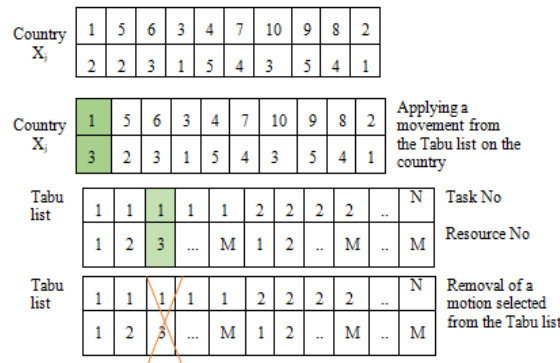 Country X_j
1 5 6 3 4 7 10 9 8 2
2 2 3 1 5 4 3 5 4 1
Country X_j
1 5 6 3 4 7 10 9 8 2
3 2 3 1 5 4 3 5 4 1
Applying a
movement from
the Tabu list on the
country
Tabu
list
1 1 1 1 1 2 2 2 2 .. N
1 2 3 ... M 1 2 .. M .. M
Task No
Resource No
Tabu
list
1 1 1 1 1 2 2 2 2 .. N
1 2 3 ... M 1 2 .. M .. M
Removal of a
motion selected
from the Tabu list